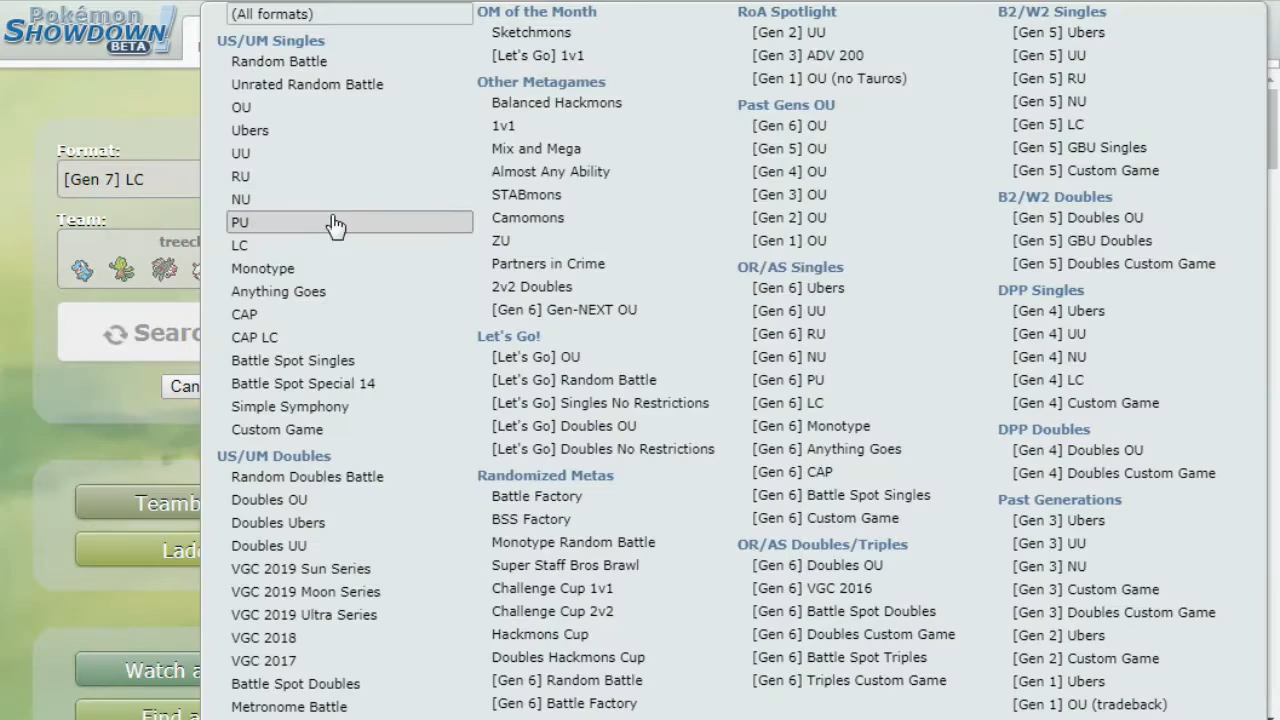 Pokémon
SHOWDOWN!
BETA
Format:
[Gen 7] LC
Team:
treec
Searc
Can
Teamb
Ladd
Watch a
Find a
(All formats)
US/UM Singles
Random Battle
Unrated Random Battle
OU
Ubers
UU
RU
NU
PU
LC
Monotype
Anything Goes
CAP
CAP LC
Battle Spot Singles
Battle Spot Special 14
Simple Symphony
Custom Game
US/UM Doubles
Random Doubles Battle
Doubles OU
Doubles Ubers
Doubles UU
VGC 2019 Sun Series
VGC 2019 Moon Series
VGC 2019 Ultra Series
VGC 2018
VGC 2017
Battle Spot Doubles
Metronome Battle
OM of the Month
Sketchmons
[Let's Go] 1v1
Other Metagames
Balanced Hackmons
1v1
Mix and Mega
Almost Any Ability
STABmons
Camomons
ZU
Partners in Crime
2v2 Doubles
[Gen 6] Gen-NEXT OU
Let's Go!
[Let's Go] OU
[Let's Go] Random Battle
[Let's Go] Singles No Restrictions
[Let's Go] Doubles OU
[Let's Go] Doubles No Restrictions
Randomized Metas
Battle Factory
BSS Factory
Monotype Random Battle
Super Staff Bros Brawl
Challenge Cup 1v1
Challenge Cup 2v2
Hackmons Cup
Doubles Hackmons Cup
[Gen 6] Random Battle
[Gen 6] Battle Factory
RoA Spotlight
[Gen 2] UU
[Gen 3] ADV 200
[Gen 1] OU (no Tauros)
Past Gens OU
[Gen 6] OU
[Gen 5] OU
[Gen 4] OU
[Gen 3] OU
[Gen 2] OU
[Gen 1] OU
OR/AS Singles
[Gen 6] Ubers
[Gen 6] UU
[Gen 6] RU
[Gen 6] NU
[Gen 6] PU
[Gen 6] LC
[Gen 6] Monotype
[Gen 6] Anything Goes
[Gen 6] CAP
[Gen 6] Battle Spot Singles
[Gen 6] Custom Game
OR/AS Doubles/Triples
[Gen 6] Doubles OU
[Gen 6] VGC 2016
[Gen 6] Battle Spot Doubles
[Gen 6] Doubles Custom Game
[Gen 6] Battle Spot Triples
[Gen 6] Triples Custom Game
B2/W2 Singles
[Gen 5] Ubers
[Gen 5] UU
[Gen 5] RU
[Gen 5] NU
[Gen 5] LC
[Gen 5] GBU Singles
[Gen 5] Custom Game
B2/W2 Doubles
[Gen 5] Doubles OU
[Gen 5] GBU Doubles
[Gen 5] Doubles Custom Game
DPP Singles
[Gen 4] Ubers
[Gen 4] UU
[Gen 4] NU
[Gen 4] LC
[Gen 4] Custom Game
DPP Doubles
[Gen 4] Doubles OU
[Gen 4] Doubles Custom Game
Past Generations
[Gen 3] Ubers
[Gen 3] UU
[Gen 3] NU
[Gen 3] Custom Game
[Gen 3] Doubles Custom Game
[Gen 2] Ubers
[Gen 2] Custom Game
[Gen 1] Ubers
[Gen 1] OU (tradeback)